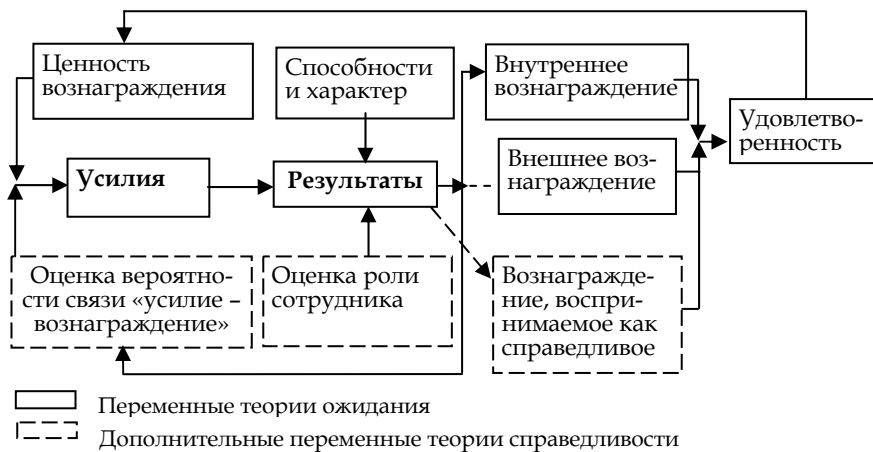 Ценность
вознаграждения
Способности
и характер
Внутреннее
вознаграждение
Удовлетво-
ренность
Усилия
Результаты
Внешнее воз-
награждение
Оценка вероятно-
сти связи «усилие –
вознаграждение»
Оценка роли
сотрудника
Вознагражде-
ние, воспри-
нимаемое как
справедливое
Переменные теории ожидания
Дополнительные переменные теории справедливости